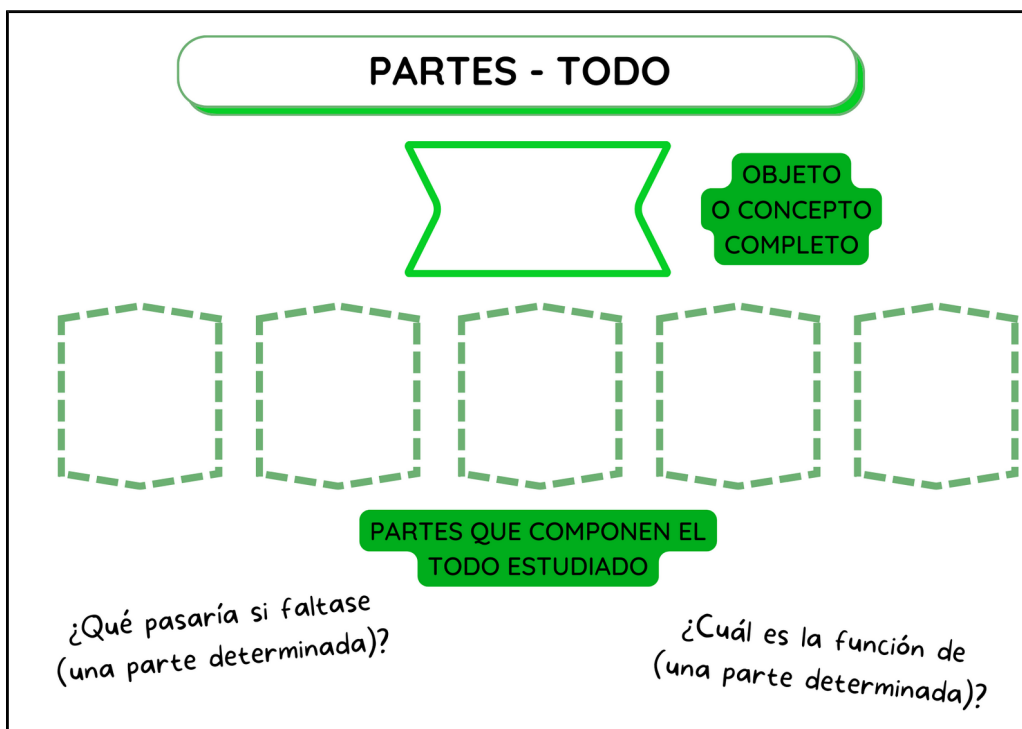 PARTES - TODO
OBJETO
O CONCEPTO
COMPLETO
PARTES QUE COMPONEN EL
TODO ESTUDIADO
¿Qué pasaría si faltase
(una parte determinada)?
¿Cuál es la función de
(una parte determinada)?